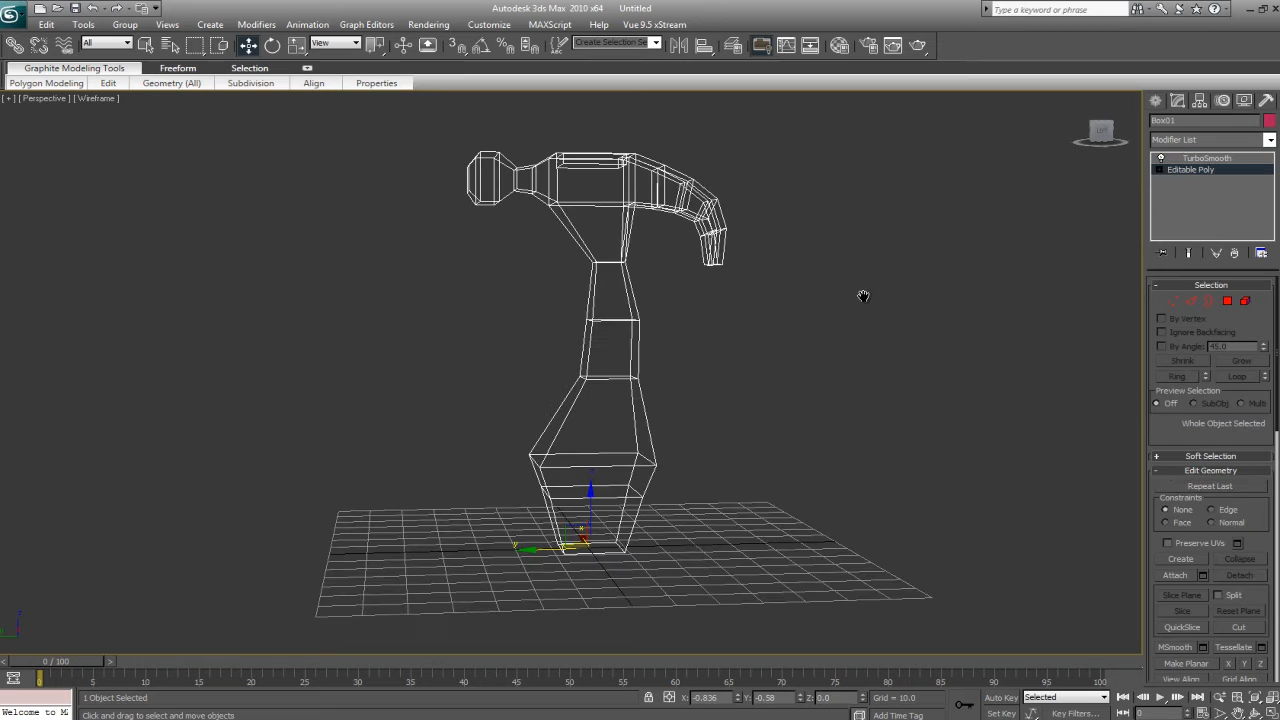 Autodesk 3ds Max 2010 x64 Untitled
Type a keyword or phrase
Edit Tools Group Views Create Modifiers Animation Graph Editors Rendering Customize MAXScript Help Vue 9.5 xStream
All View Create Selection Se
Graphite Modeling Tools Freeform Selection
Polygon Modeling Edit Geometry (All) Subdivision Align Properties
[ + ] [ Perspective ] [ Wireframe ]
LEFT
Box01
Modifier List
TurboSmooth
Editable Poly
- Selection
By Vertex
Ignore Backfacing
By Angle: 45.0
Shrink Grow
Ring Loop
Preview Selection
Off SubObj Multi
Whole Object Selected
+ Soft Selection
- Edit Geometry
Repeat Last
Constraints
None Edge
Face Normal
Preserve UVs
Create Collapse
Attach Detach
Slice Plane Split
Slice Reset Plane
QuickSlice Cut
MSmooth Tessellate
Make Planar X Y Z
View Align Grid Align
< 0 / 100 >
0 5 10 15 20 25 30 35 40 45 50 55 60 65 70 75 80 85 90 95 100
1 Object Selected X: -0.836 Y: -0.58 Z: 0.0 Grid = 10.0 Auto Key Selected
Welcome to MA Click and drag to select and move objects Add Time Tag Set Key Key Filters... 0